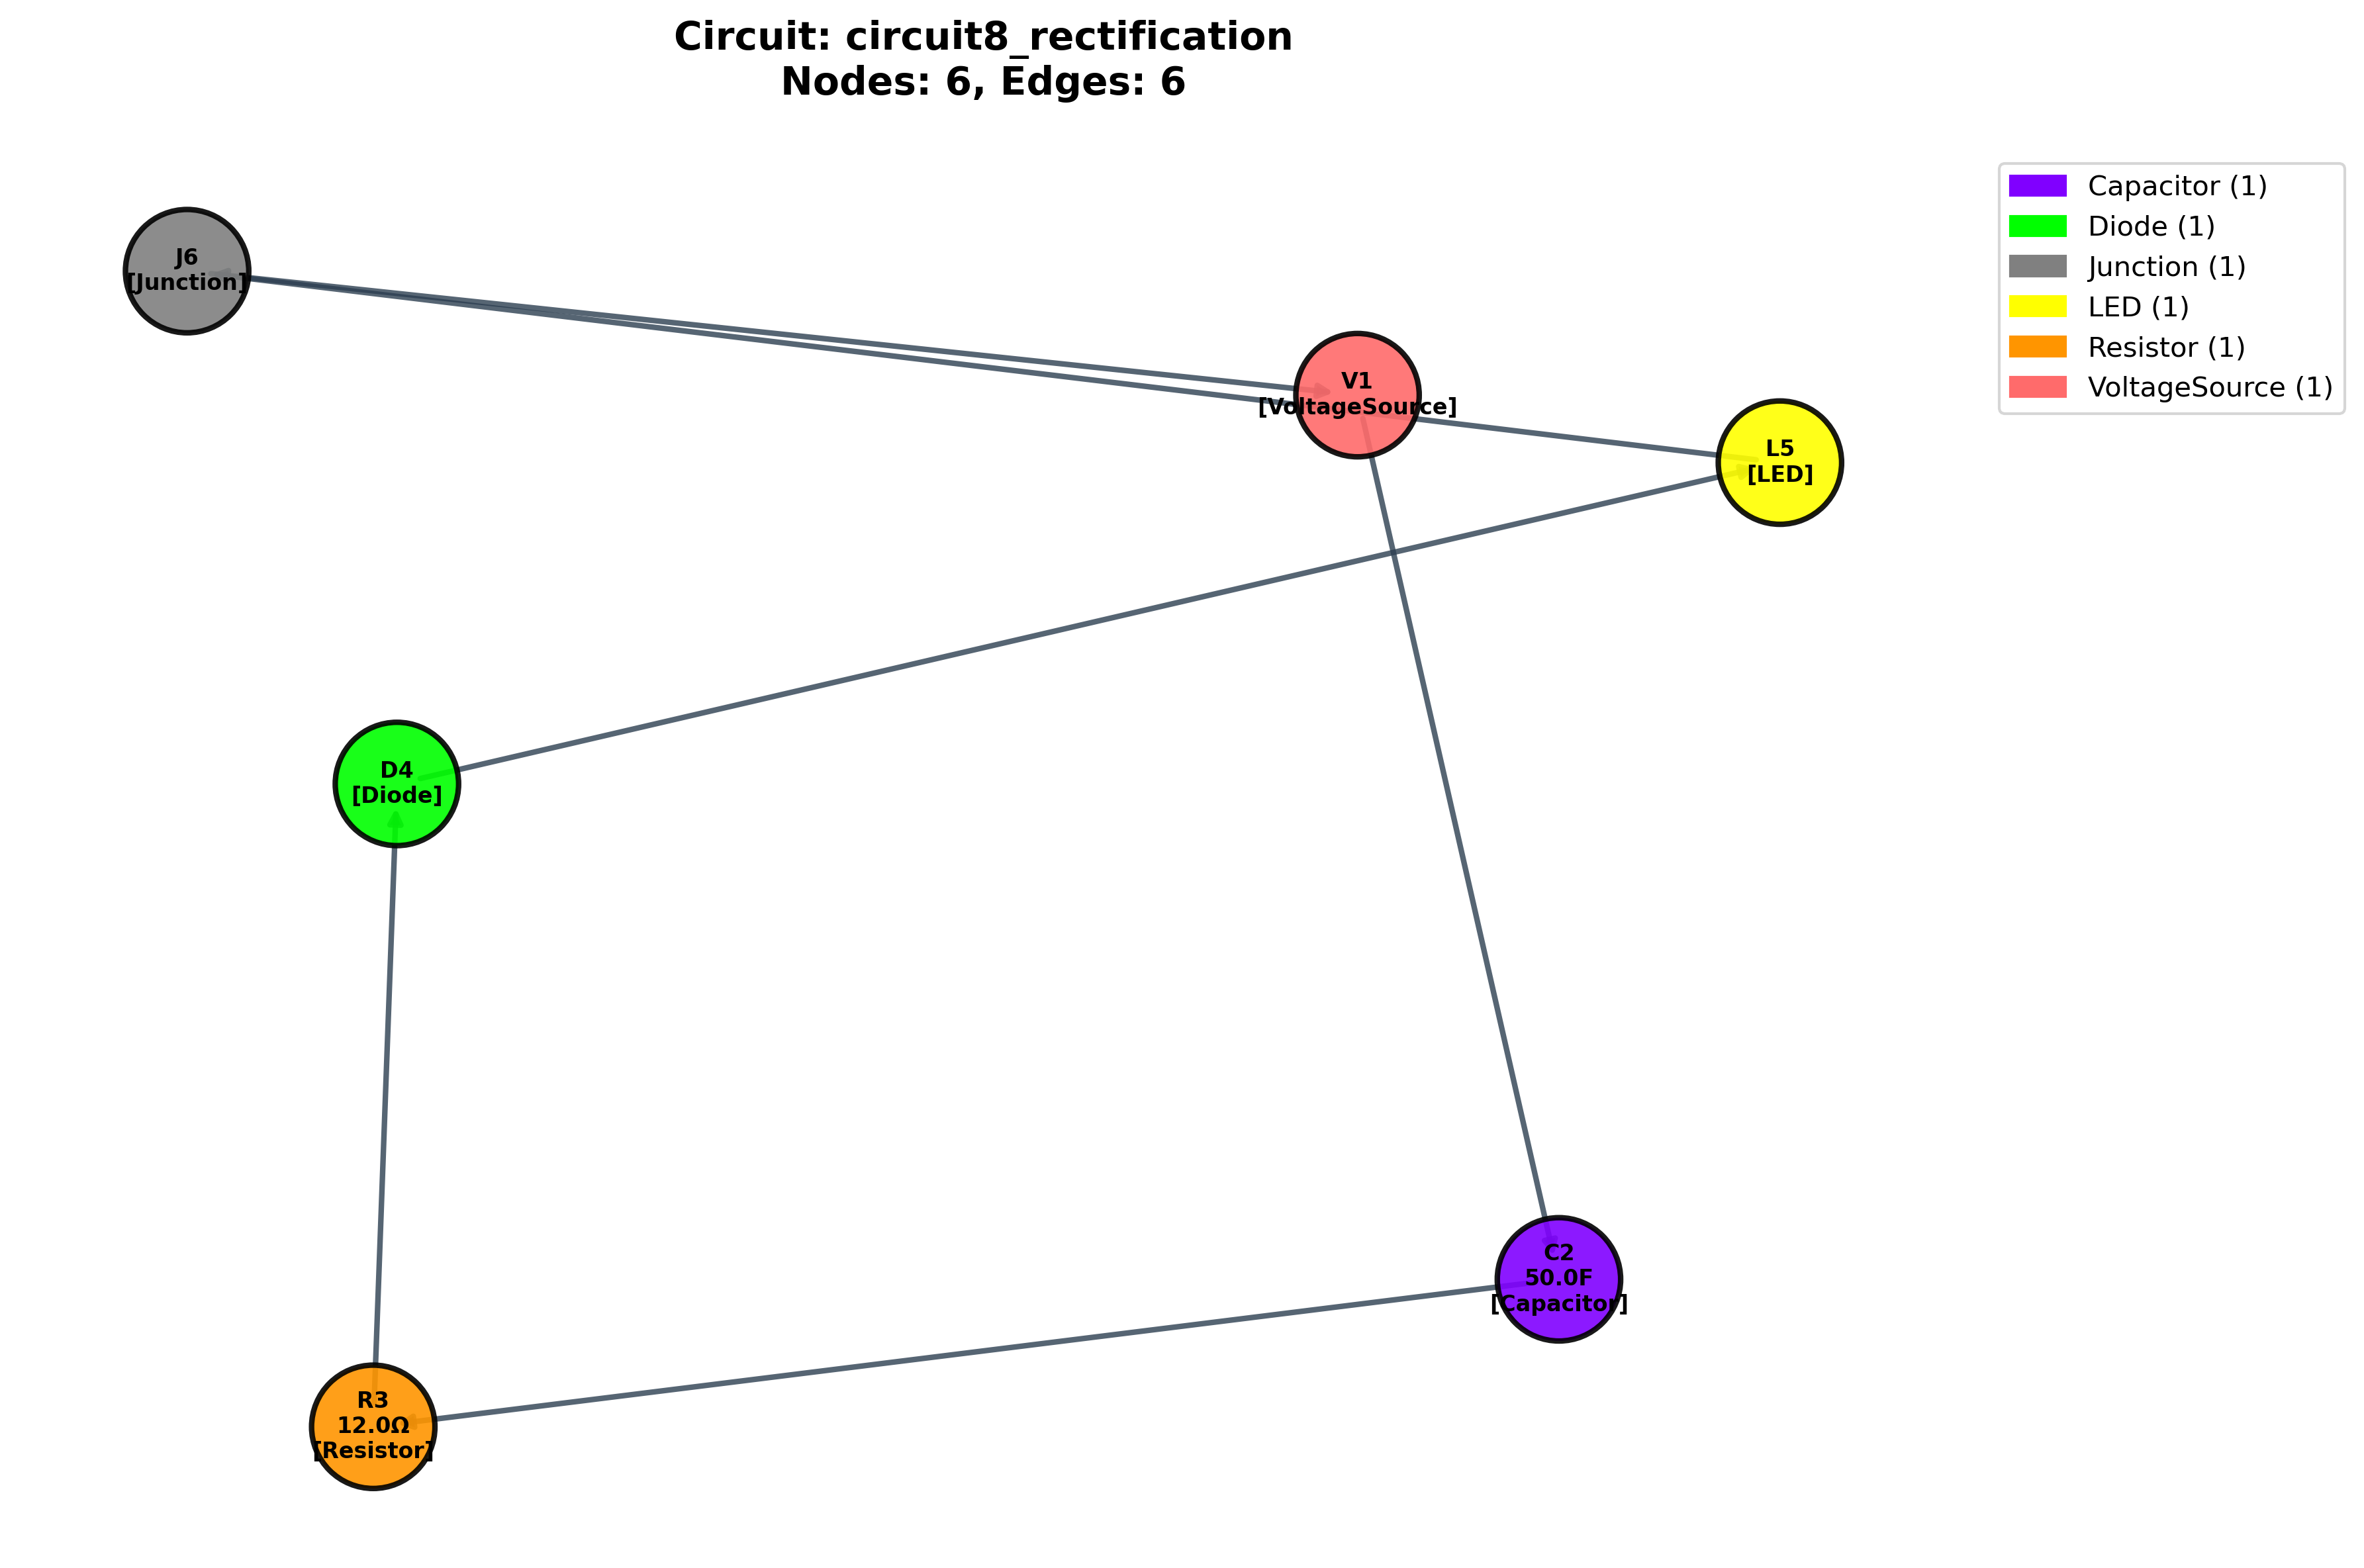 Circuit: circuit8_rectification
Nodes: 6, Edges: 6
Capacitor (1)
Diode (1)
Junction (1)
LED (1)
Resistor (1)
VoltageSource (1)
J6
[Junction]
V1
[VoltageSource]
L5
[LED]
D4
[Diode]
C2
50.0F
[Capacitor]
R3
12.0Ω
[Resistor]